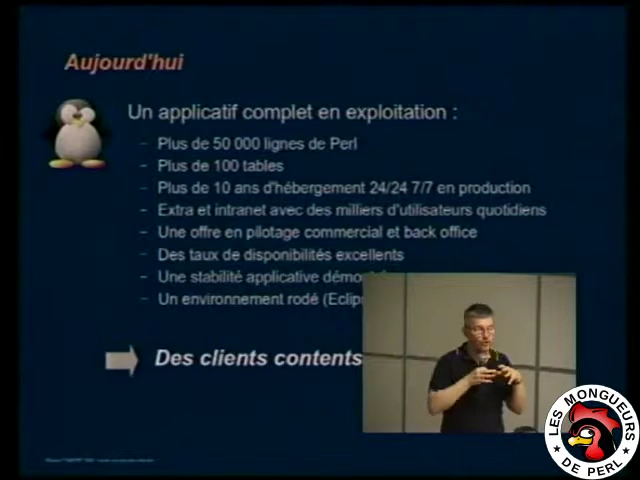 Aujourd'hui
Un applicatif complet en exploitation :
- Plus de 50 000 lignes de Perl
- Plus de 100 tables
- Plus de 10 ans d'hébergement 24/24 7/7 en production
- Extra et intranet avec des milliers d'utilisateurs quotidiens
- Une offre en pilotage commercial et back office
- Des taux de disponibilités excellents
- Une stabilité applicative
- Un environnement rodé
Des clients contents
LES MONGUEURS
★ DE PERL ★